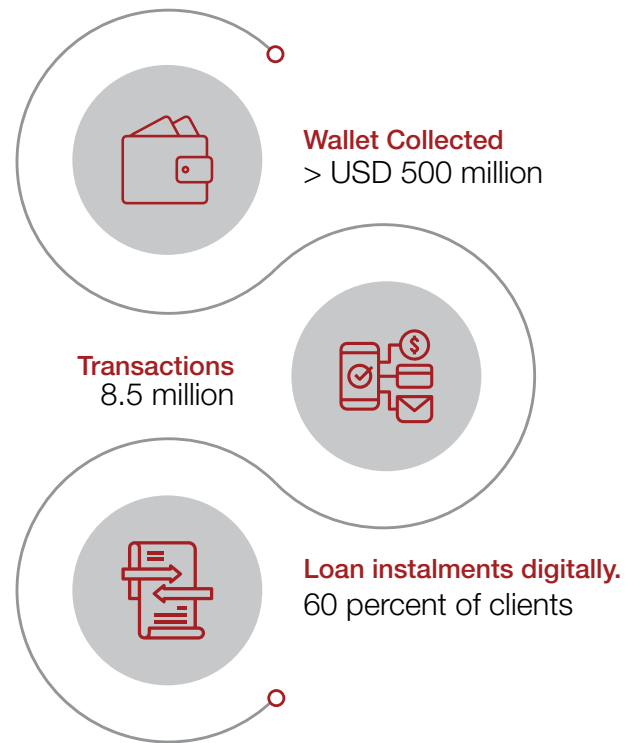 Wallet Collected
> USD 500 million
Transactions
8.5 million
Loan instalments digitally.
60 percent of clients